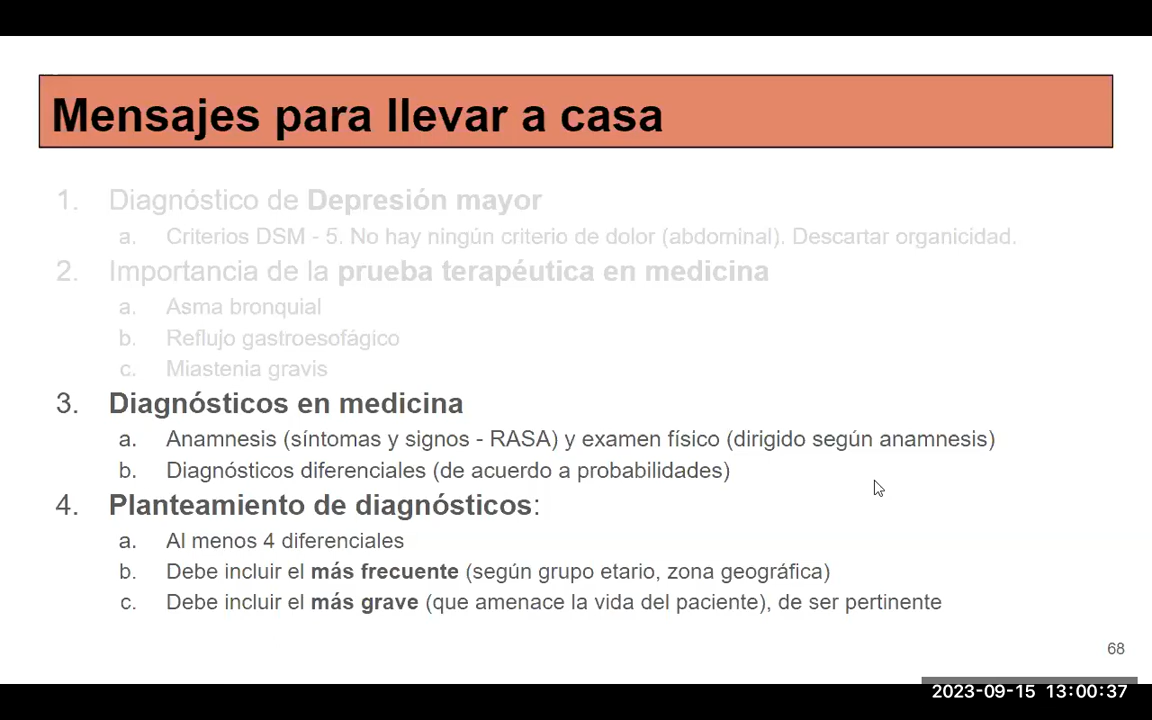 Mensajes para llevar a casa
1. Diagnóstico de Depresión mayor
a. Criterios DSM - 5. No hay ningún criterio de dolor (abdominal). Descartar organicidad.
2. Importancia de la prueba terapéutica en medicina
a. Asma bronquial
b. Reflujo gastroesofágico
c. Miastenia gravis
3. Diagnósticos en medicina
a. Anamnesis (síntomas y signos - RASA) y examen físico (dirigido según anamnesis)
b. Diagnósticos diferenciales (de acuerdo a probabilidades)
4. Planteamiento de diagnósticos:
a. Al menos 4 diferenciales
b. Debe incluir el más frecuente (según grupo etario, zona geográfica)
c. Debe incluir el más grave (que amenace la vida del paciente), de ser pertinente
68
2023-09-15 13:00:37